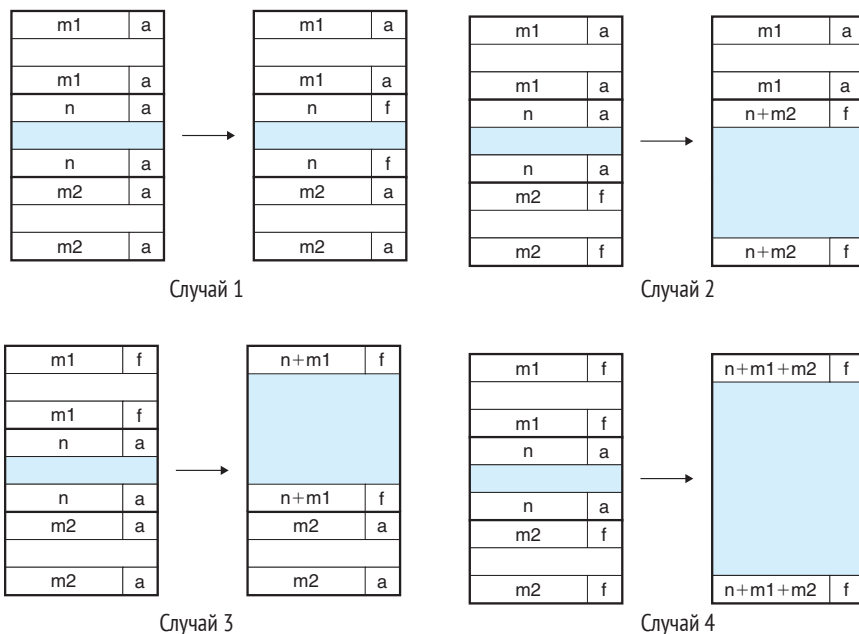 m1 a m1 a
m1 a m1 a
n a n f
n a n f
m2 a m2 a
m2 a m2 a
Случай 1
m1 a m1 a
m1 a m1 a
n a n+m2 f
n a
m2 f
m2 f n+m2 f
Случай 2
m1 f n+m1 f
m1 f
n a
n a n+m1 f
m2 a m2 a
m2 a m2 a
Случай 3
m1 f n+m1+m2 f
m1 f
n a
n a
m2 f
m2 f n+m1+m2 f
Случай 4